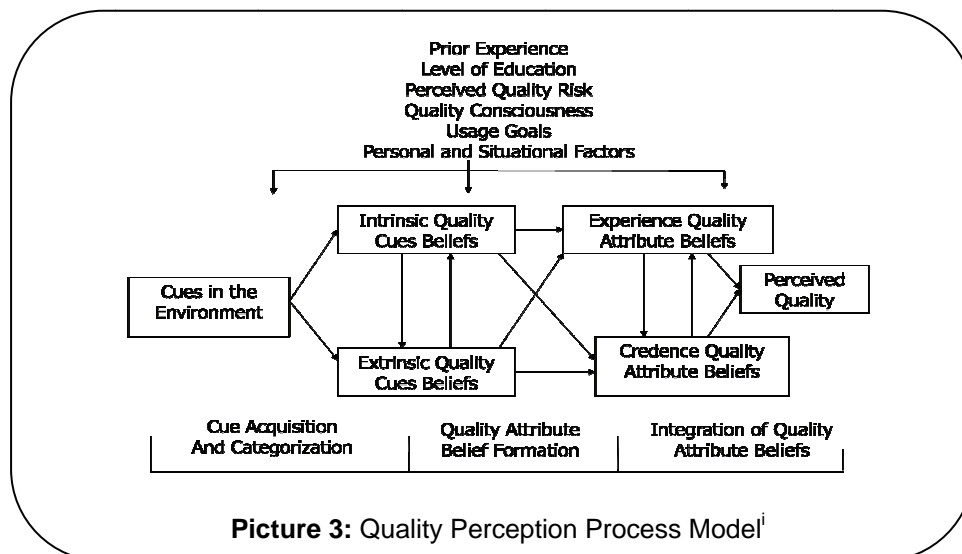 Prior Experience
Level of Education
Perceived Quality Risk
Quality Consciousness
Usage Goals
Personal and Situational Factors
Intrinsic Quality
Cues Beliefs
Experience Quality
Attribute Beliefs
Cues in the
Environment
Perceived
Quality
Extrinsic Quality
Cues Beliefs
Credence Quality
Attribute Beliefs
Cue Acquisition
And Categorization
Quality Attribute
Belief Formation
Integration of Quality
Attribute Beliefs
Picture 3: Quality Perception Process Model i